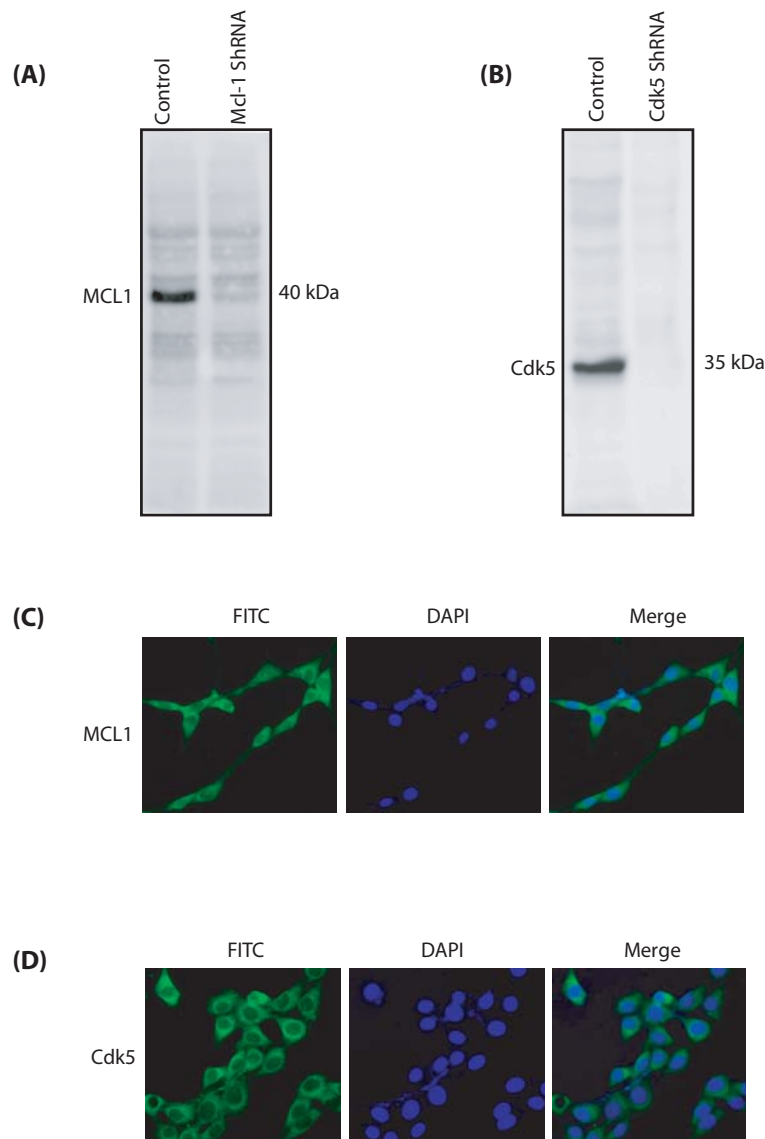 (A)
Control
Mcl-1 ShRNA
MCL1
40 kDa
(B)
Control
Cdk5 ShRNA
Cdk5
35 kDa
(C)
FITC
DAPI
Merge
MCL1
(D)
FITC
DAPI
Merge
Cdk5